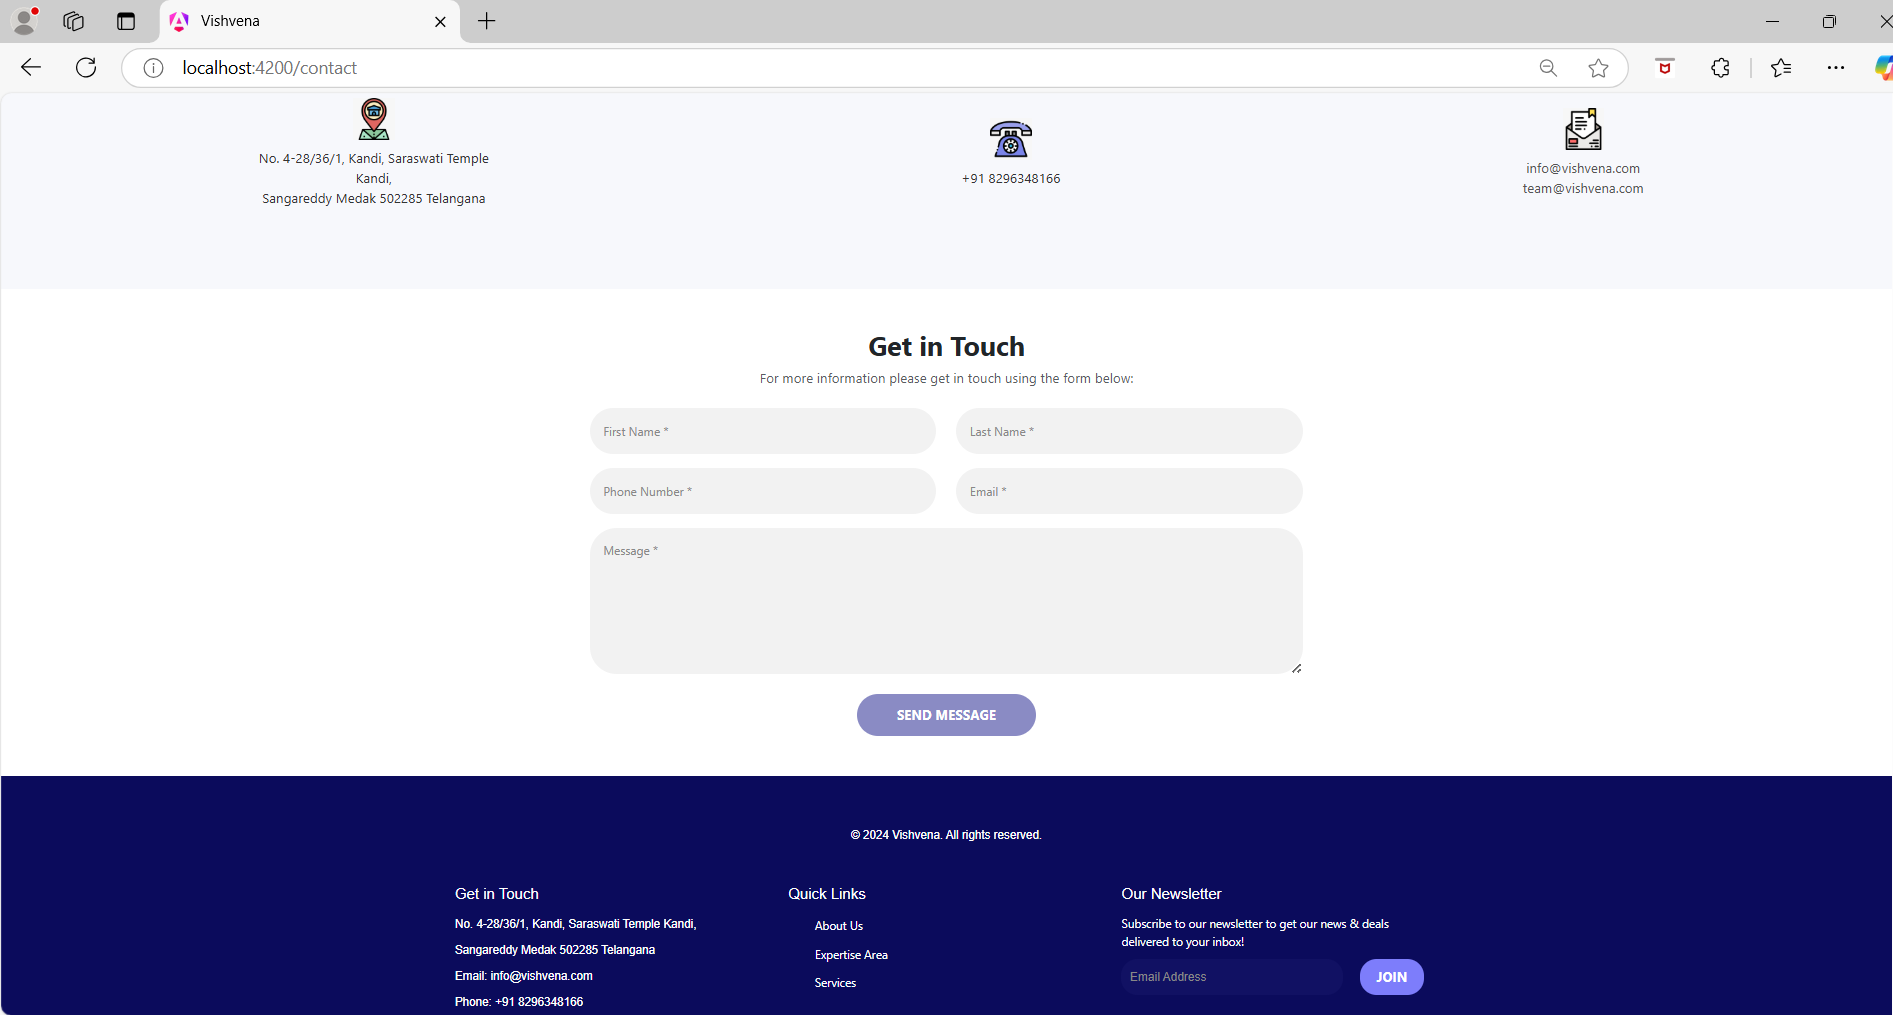 Vishvena
localhost:4200/contact
No. 4-28/36/1, Kandi, Saraswati Temple
Kandi,
Sangareddy Medak 502285 Telangana
+91 8296348166
info@vishvena.com
team@vishvena.com
Get in Touch
For more information please get in touch using the form below:
First Name *
Last Name *
Phone Number *
Email *
Message *
SEND MESSAGE
© 2024 Vishvena. All rights reserved.
Get in Touch
No. 4-28/36/1, Kandi, Saraswati Temple Kandi,
Sangareddy Medak 502285 Telangana
Email: info@vishvena.com
Phone: +91 8296348166
Quick Links
About Us
Expertise Area
Services
Our Newsletter
Subscribe to our newsletter to get our news & deals
delivered to your inbox!
Email Address
JOIN